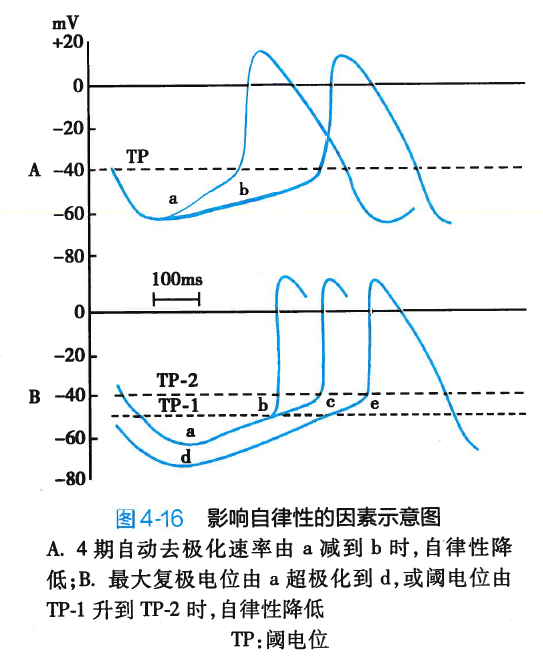 mV
+20
0
−20
TP
A −40
a b
−60
−80
100ms
0
−20
TP-2
B −40
TP-1 b c e
a
−60
d
−80
图4-16 影响自律性的因素示意图
A. 4 期自动去极化速率由 a 减到 b 时,自律性降
低;B. 最大复极电位由 a 超极化到 d,或阈电位由
TP-1 升到 TP-2 时,自律性降低
TP:阈电位